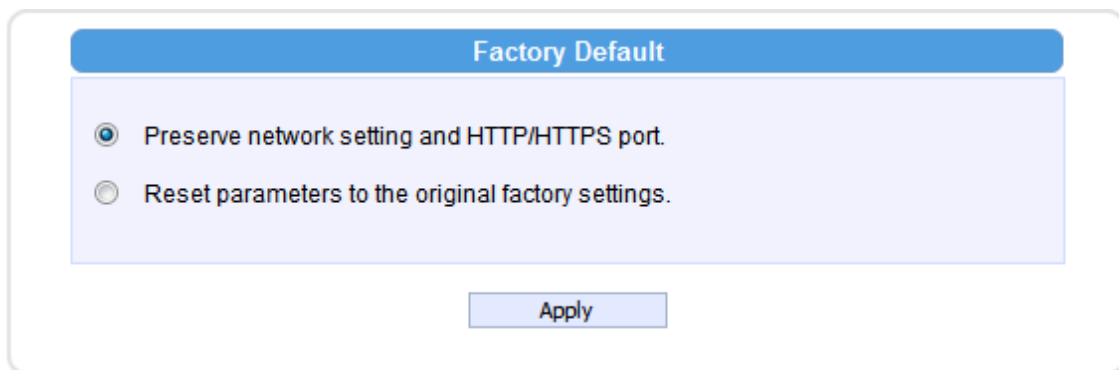 Factory Default
Preserve network setting and HTTP/HTTPS port.
Reset parameters to the original factory settings.
Apply